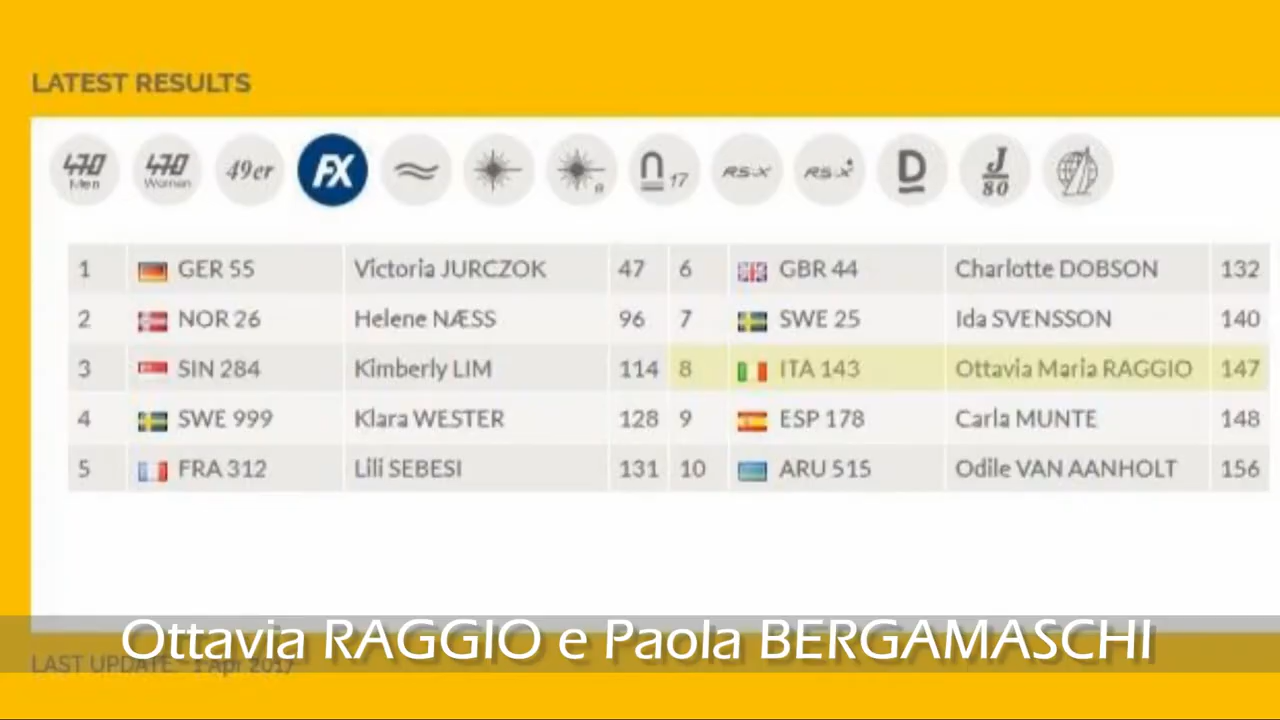 LATEST RESULTS
470 Men 470 Women 49er FX 17 RS-X RS-X D J 80
1 GER 55 Victoria JURCZOK 47 6 GBR 44 Charlotte DOBSON 132
2 NOR 26 Helene NÆSS 96 7 SWE 25 Ida SVENSSON 140
3 SIN 284 Kimberly LIM 114 8 ITA 143 Ottavia Maria RAGGIO 147
4 SWE 999 Klara WESTER 128 9 ESP 178 Carla MUNTE 148
5 FRA 312 Lili SEBESI 131 10 ARU 515 Odile VAN AANHOLT 156
Ottavia RAGGIO e Paola BERGAMASCHI
LAST UPDATE: 1 Apr 2017